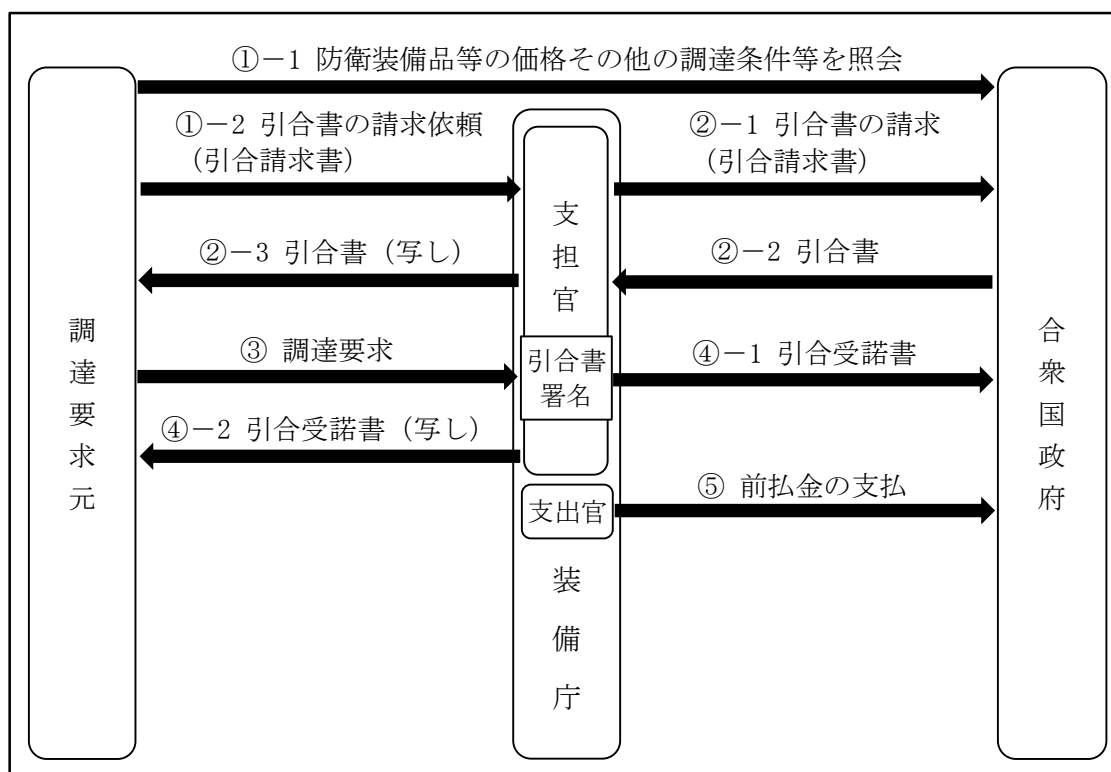 ①－1 防衛装備品等の価格その他の調達条件等を照会
①－2 引合書の請求依頼
（引合請求書）
②－1 引合書の請求
（引合請求書）
②－3 引合書（写し）
②－2 引合書
③ 調達要求
④－1 引合受諾書
④－2 引合受諾書（写し）
⑤ 前払金の支払
調達要求元
支担官
引合書
署名
支出官
装備庁
合衆国政府